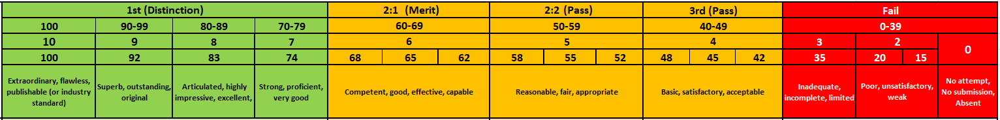 1st (Distinction) 2:1 (Merit) 2:2 (Pass) 3rd (Pass) Fail
100 90-99 80-89 70-79 60-69 50-59 40-49 0-39
10 9 8 7 6 5 4 3 2 0
100 92 83 74 68 65 62 58 55 52 48 45 42 35 20 15
Extraordinary, flawless,
publishable (or industry
standard)
Superb, outstanding,
original
Articulated, highly
impressive, excellent,
Strong, proficient,
very good
Competent, good, effective, capable
Reasonable, fair, appropriate
Basic, satisfactory, acceptable
Inadequate,
incomplete, limited
Poor, unsatisfactory,
weak
No attempt,
No submission,
Absent